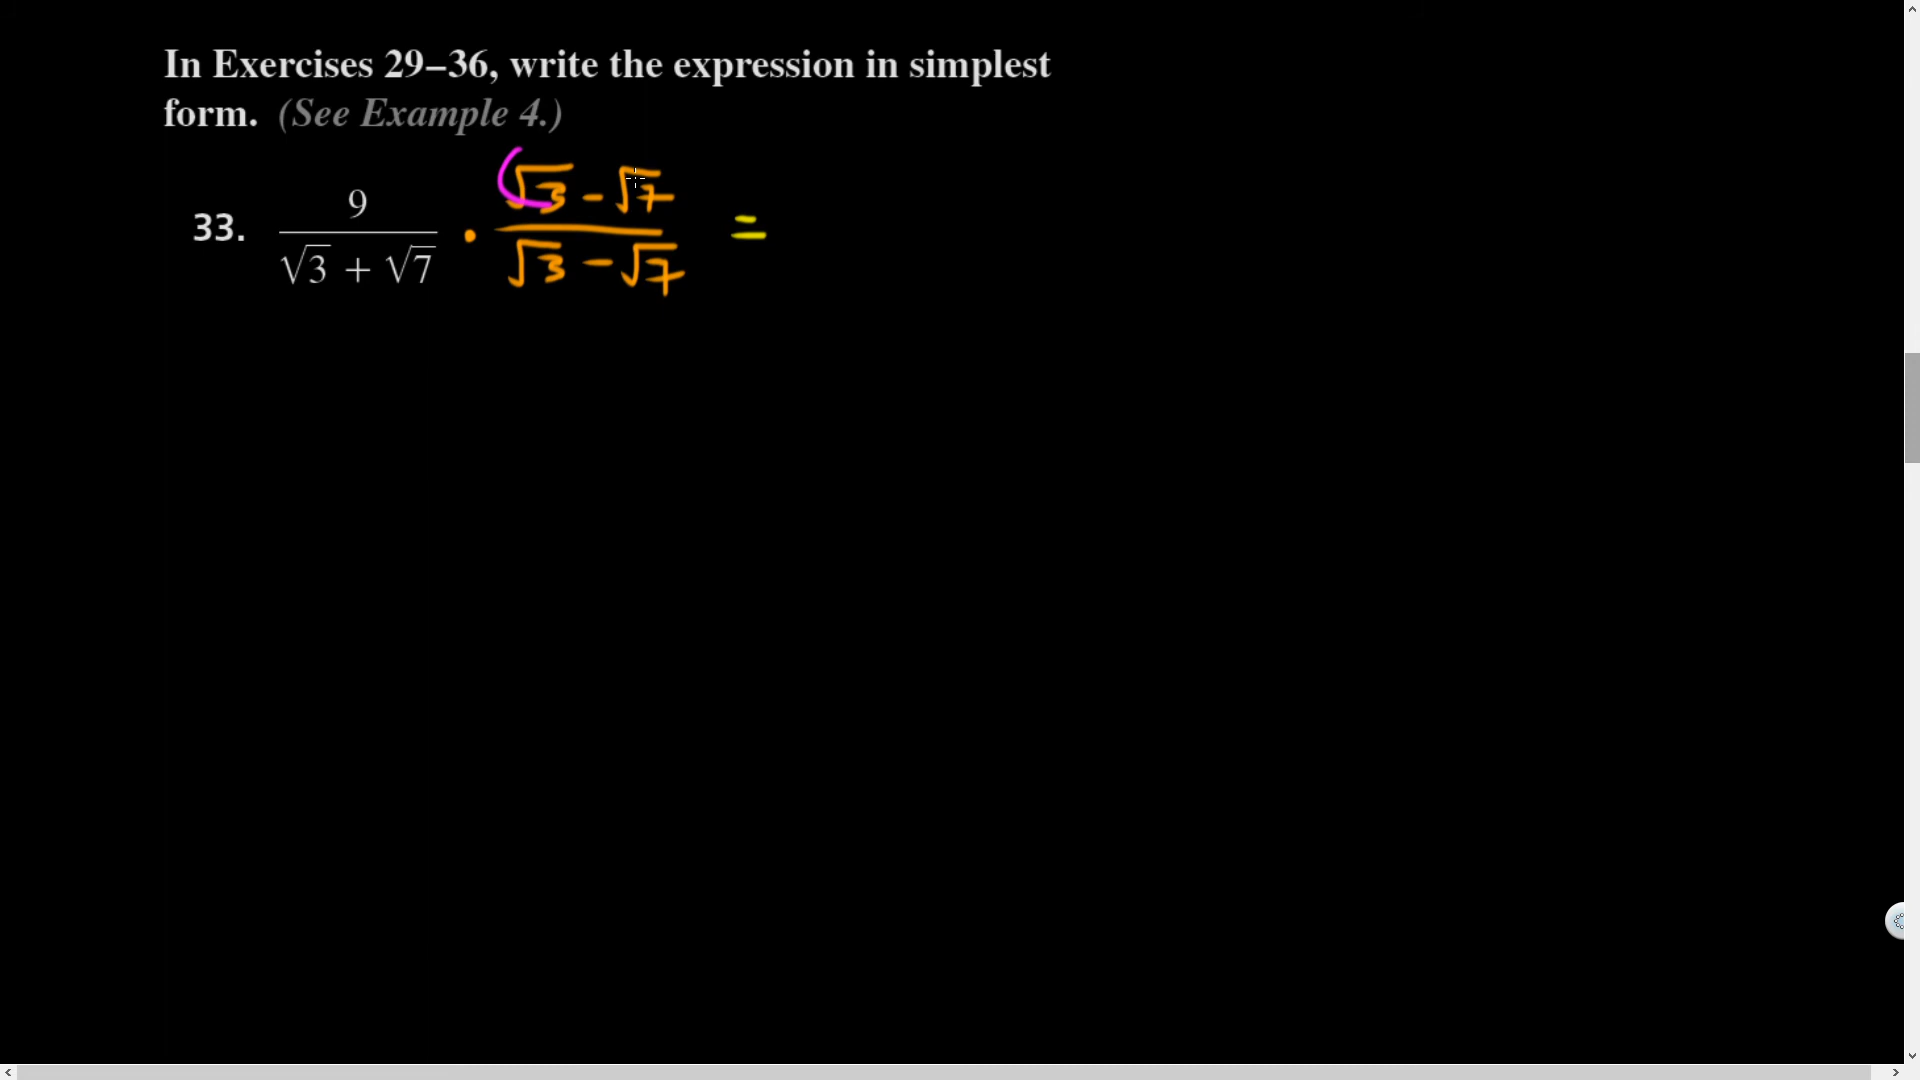 In Exercises 29–36, write the expression in simplest
form. (See Example 4.)
33. 9/(√3 + √7) · (√3 − √7)/(√3 − √7) =